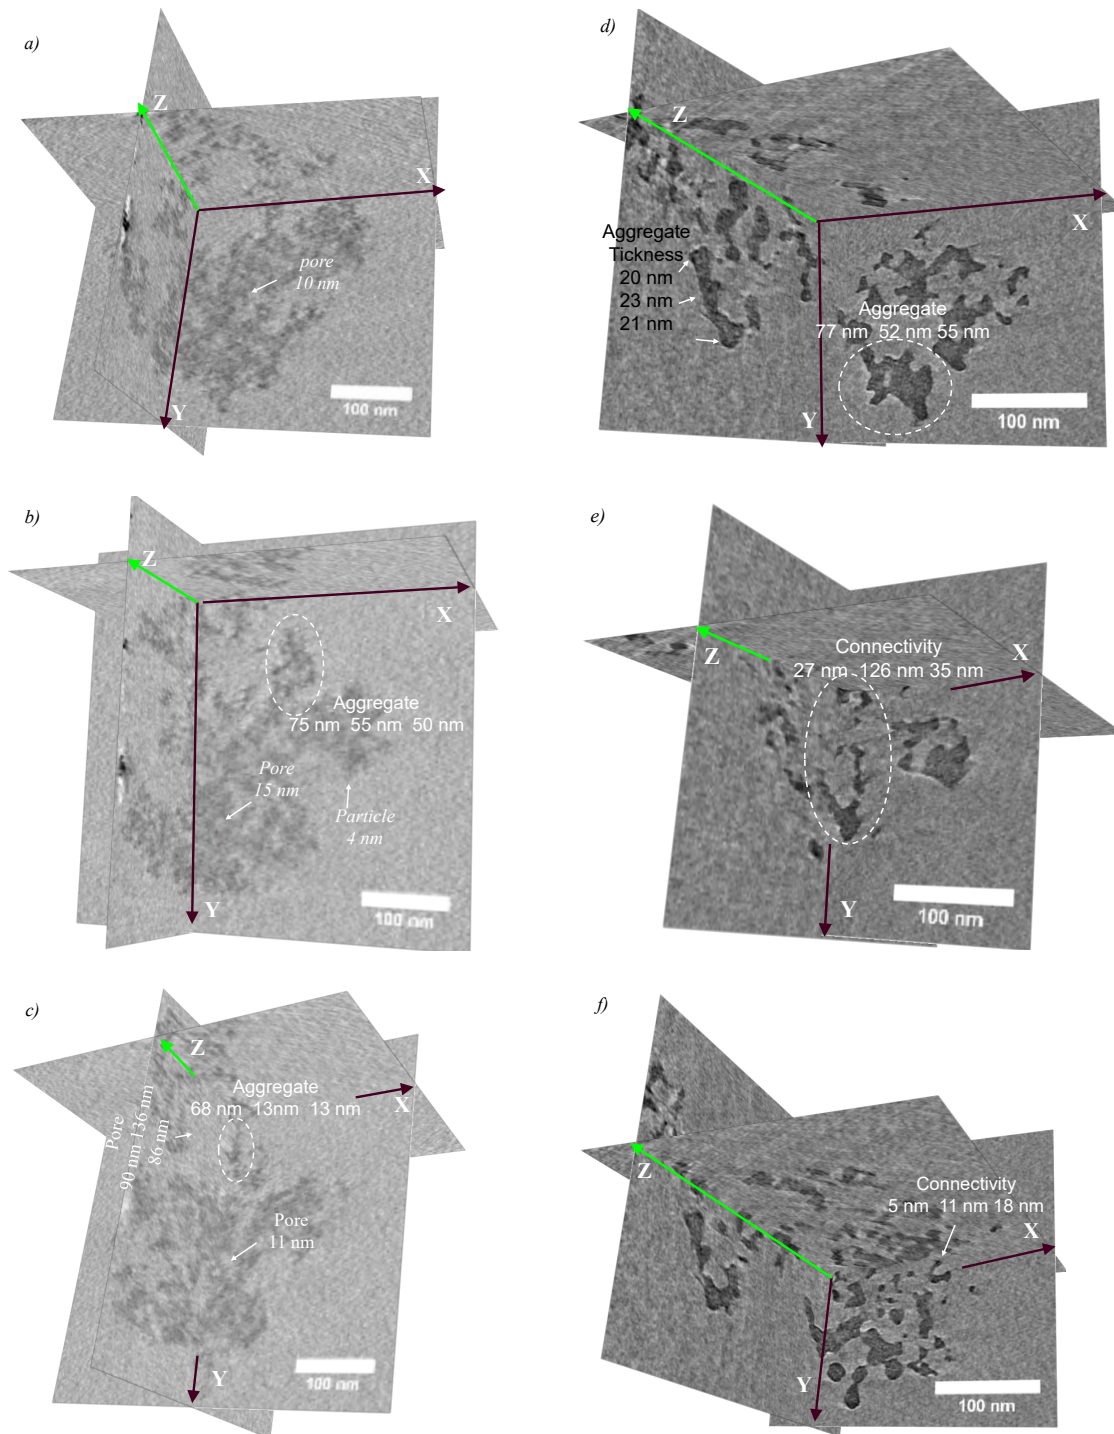 a)
Z
X
pore
10 nm
100 nm
Y
d)
Z
X
Aggregate
Tickness
20 nm
23 nm
21 nm
Aggregate
77 nm 52 nm 55 nm
Y
100 nm
b)
Z
X
Aggregate
75 nm 55 nm 50 nm
Pore
15 nm
Particle
4 nm
100 nm
Y
e)
Connectivity
27 nm 126 nm 35 nm
X
Z
100 nm
Y
c)
Z
Aggregate
68 nm 13nm 13 nm
X
Pore
90 nm 136 nm
86 nm
Pore
11 nm
100 nm
Y
f)
Z
Connectivity
5 nm 11 nm 18 nm
X
Y
100 nm